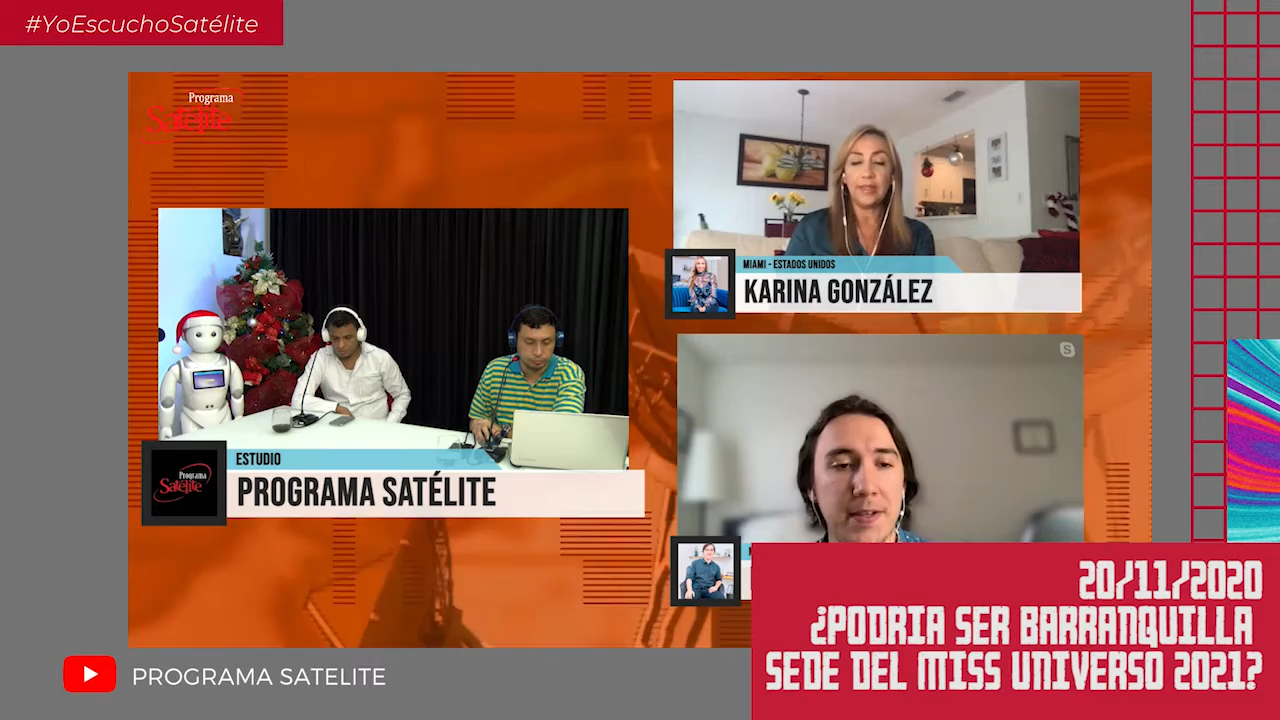 #YoEscuchoSatélite
Programa
Satélite
MIAMI - ESTADOS UNIDOS
KARINA GONZÁLEZ
ESTUDIO
Programa
Satélite
PROGRAMA SATÉLITE
20/11/2020
¿PODRIA SER BARRANQUILLA
SEDE DEL MISS UNIVERSO 2021?
PROGRAMA SATELITE